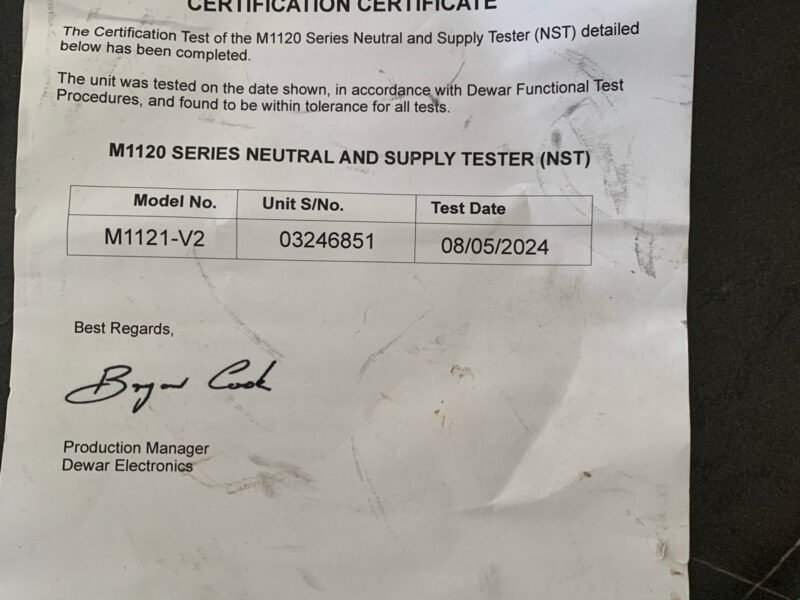 CERTIFICATION CERTIFICATE
The Certification Test of the M1120 Series Neutral and Supply Tester (NST) detailed
below has been completed.
The unit was tested on the date shown, in accordance with Dewar Functional Test
Procedures, and found to be within tolerance for all tests.
M1120 SERIES NEUTRAL AND SUPPLY TESTER (NST)
Model No. Unit S/No. Test Date
M1121-V2 03246851 08/05/2024
Best Regards,
Bryan Cook
Production Manager
Dewar Electronics